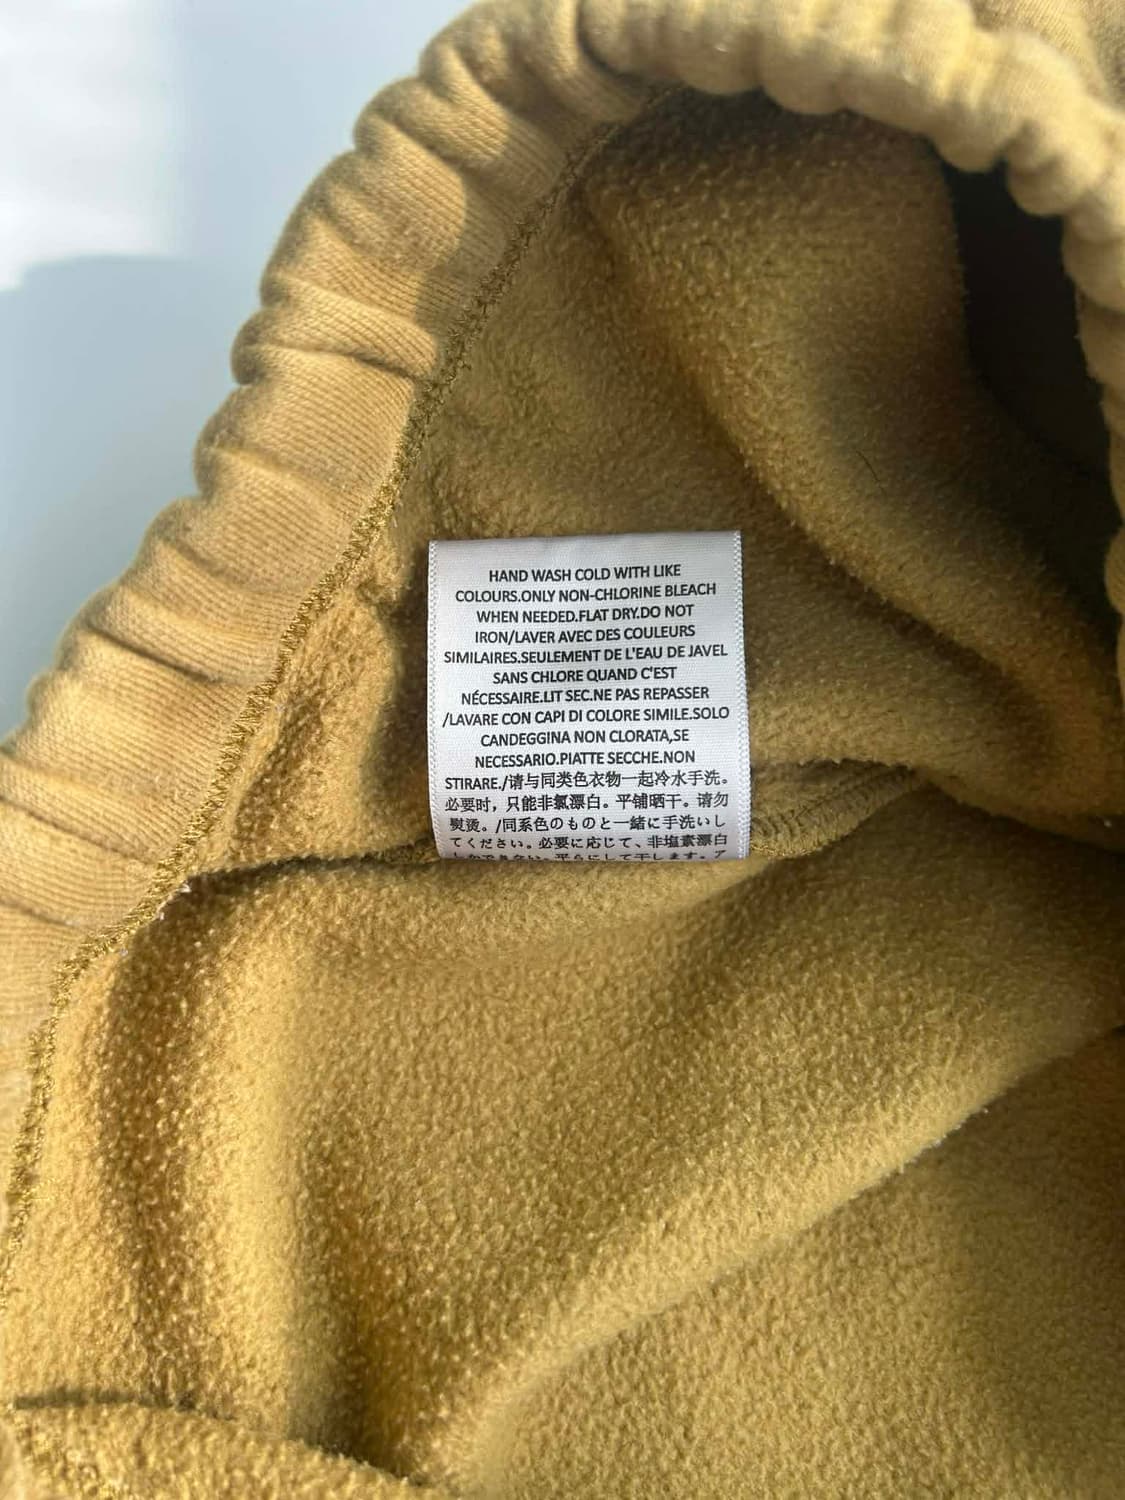 HAND WASH COLD WITH LIKE
COLOURS.ONLY NON-CHLORINE BLEACH
WHEN NEEDED.FLAT DRY.DO NOT
IRON/LAVER AVEC DES COULEURS
SIMILAIRES.SEULEMENT DE L'EAU DE JAVEL
SANS CHLORE QUAND C'EST
NÉCESSAIRE.LIT SEC.NE PAS REPASSER
/LAVARE CON CAPI DI COLORE SIMILE.SOLO
CANDEGGINA NON CLORATA,SE
NECESSARIO.PIATTE SECCHE.NON
STIRARE./请与同类色衣物一起冷水手洗。
必要时，只能非氯漂白。平铺晒干。请勿
熨烫。/同系色のものと一緒に手洗いし
てください。必要に応じて、非塩素漂白